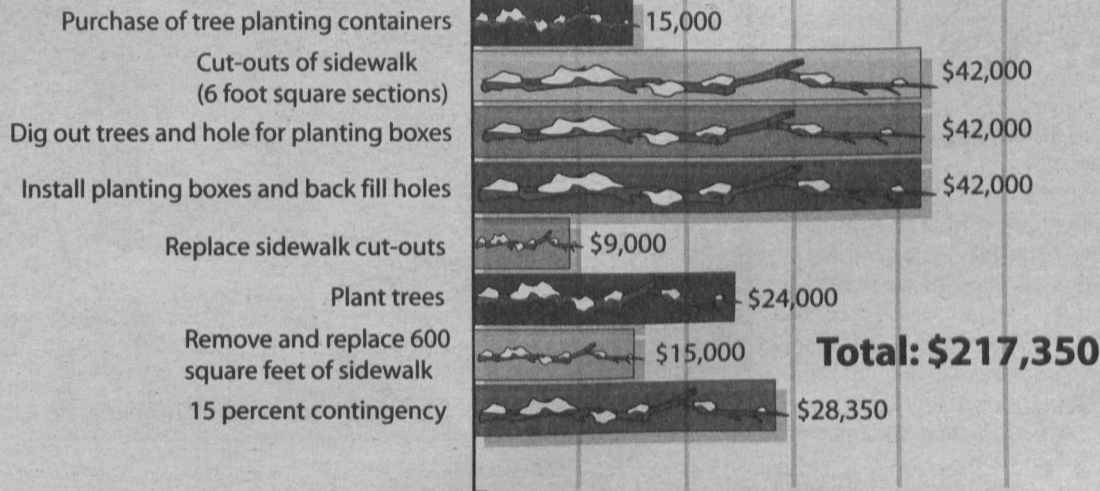 Purchase of tree planting containers 15,000
Cut-outs of sidewalk
(6 foot square sections) $42,000
Dig out trees and hole for planting boxes $42,000
Install planting boxes and back fill holes $42,000
Replace sidewalk cut-outs $9,000
Plant trees $24,000
Remove and replace 600
square feet of sidewalk $15,000
Total: $217,350
15 percent contingency $28,350